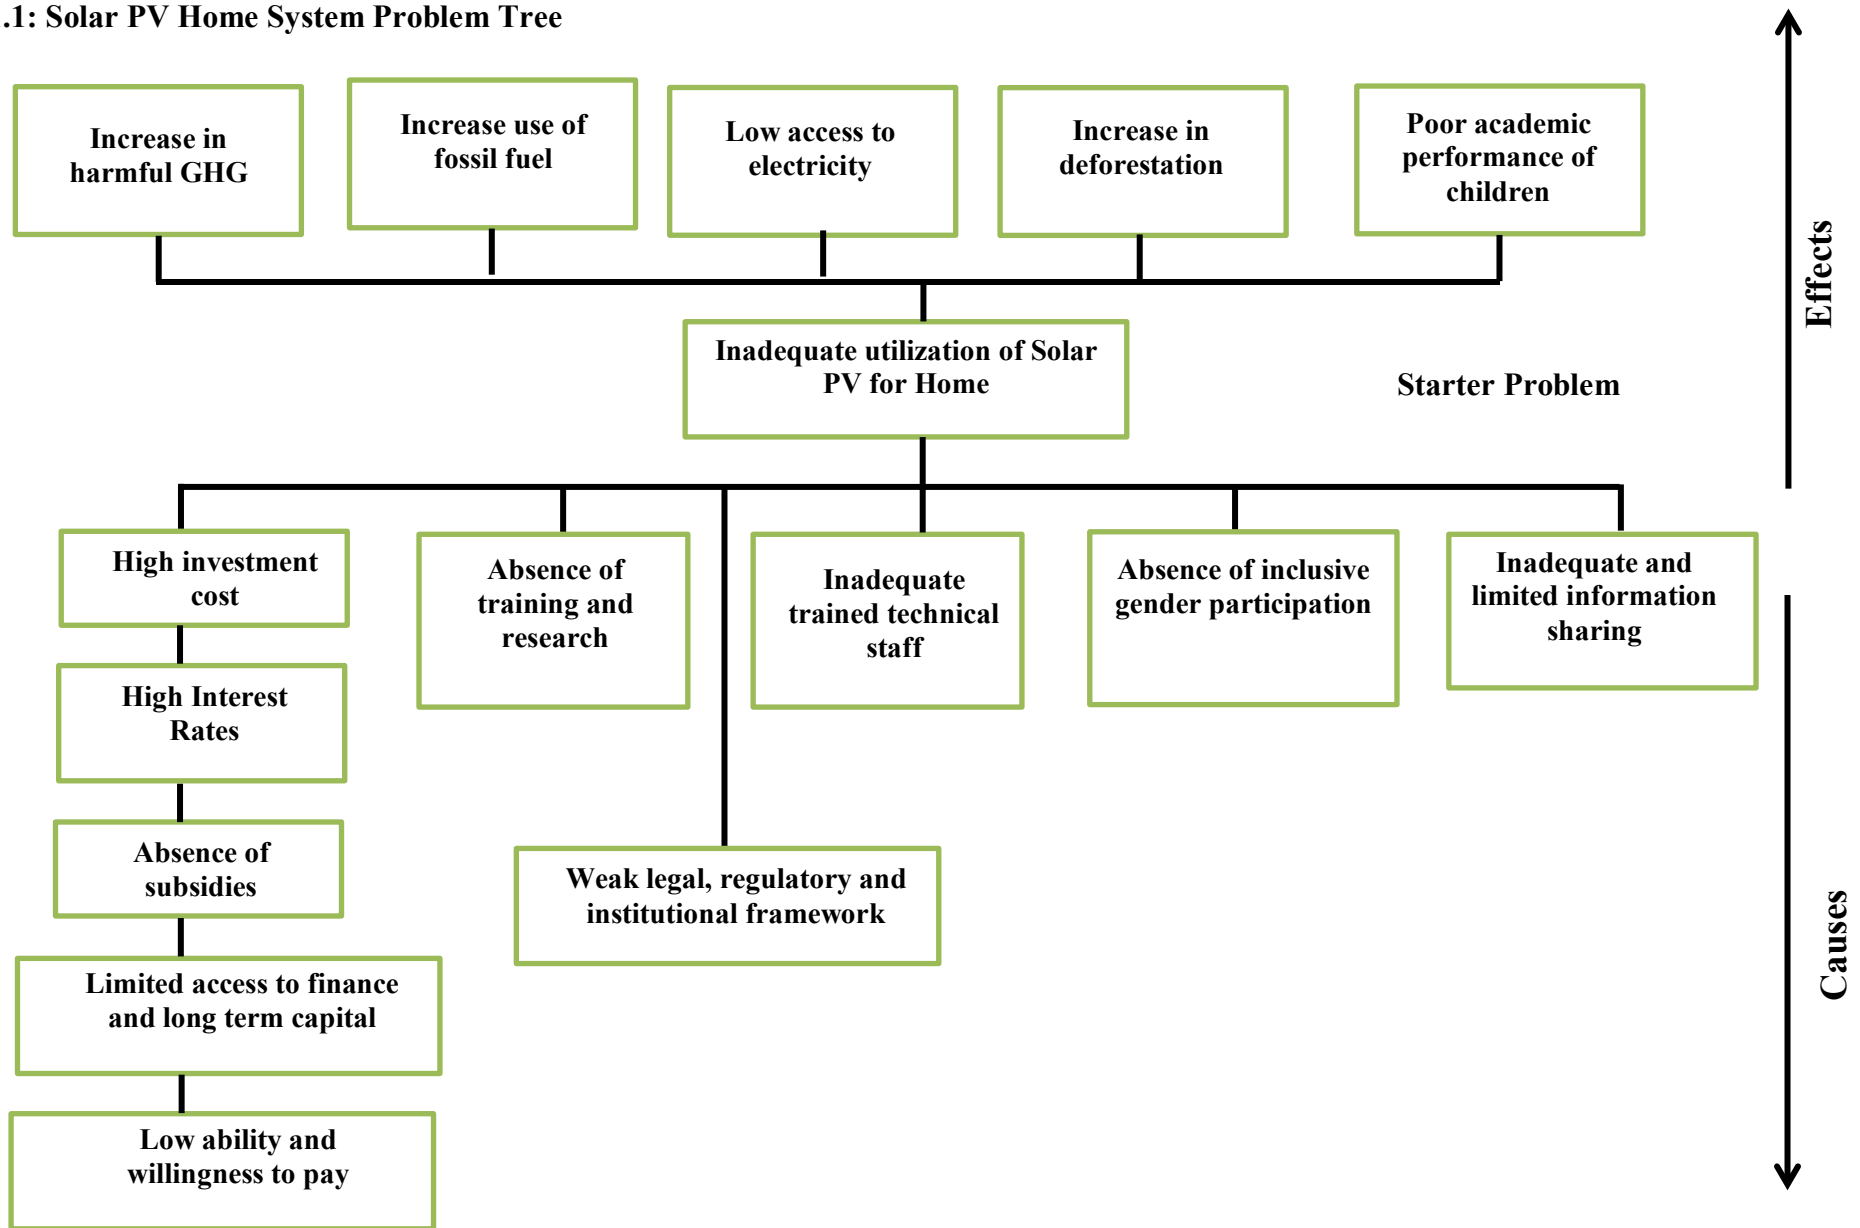 .1: Solar PV Home System Problem Tree
Increase in
harmful GHG
Increase use of
fossil fuel
Low access to
electricity
Increase in
deforestation
Poor academic
performance of
children
Effects
Inadequate utilization of Solar
PV for Home
Starter Problem
High investment
cost
Absence of
training and
research
Inadequate
trained technical
staff
Absence of inclusive
gender participation
Inadequate and
limited information
sharing
High Interest
Rates
Absence of
subsidies
Weak legal, regulatory and
institutional framework
Causes
Limited access to finance
and long term capital
Low ability and
willingness to pay